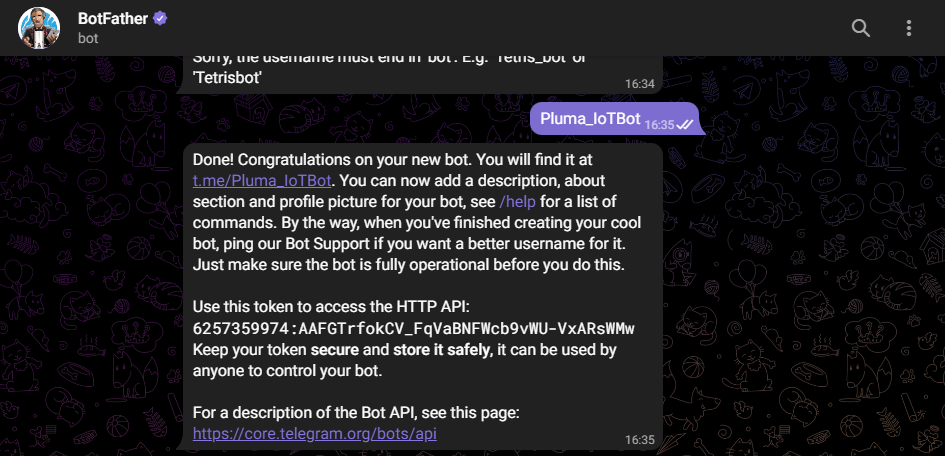 BotFather
bot
Sorry, the username must end in 'bot'. E.g. 'Tetris_bot' or
'Tetrisbot'
16:34
Pluma_IoTBot 16:35
Done! Congratulations on your new bot. You will find it at
t.me/Pluma_IoTBot. You can now add a description, about
section and profile picture for your bot, see /help for a list of
commands. By the way, when you've finished creating your cool
bot, ping our Bot Support if you want a better username for it.
Just make sure the bot is fully operational before you do this.
Use this token to access the HTTP API:
6257359974:AAFGTrfokCV_FqVaBNFWcb9vWU-VxARsWMw
Keep your token secure and store it safely, it can be used by
anyone to control your bot.
For a description of the Bot API, see this page:
https://core.telegram.org/bots/api
16:35